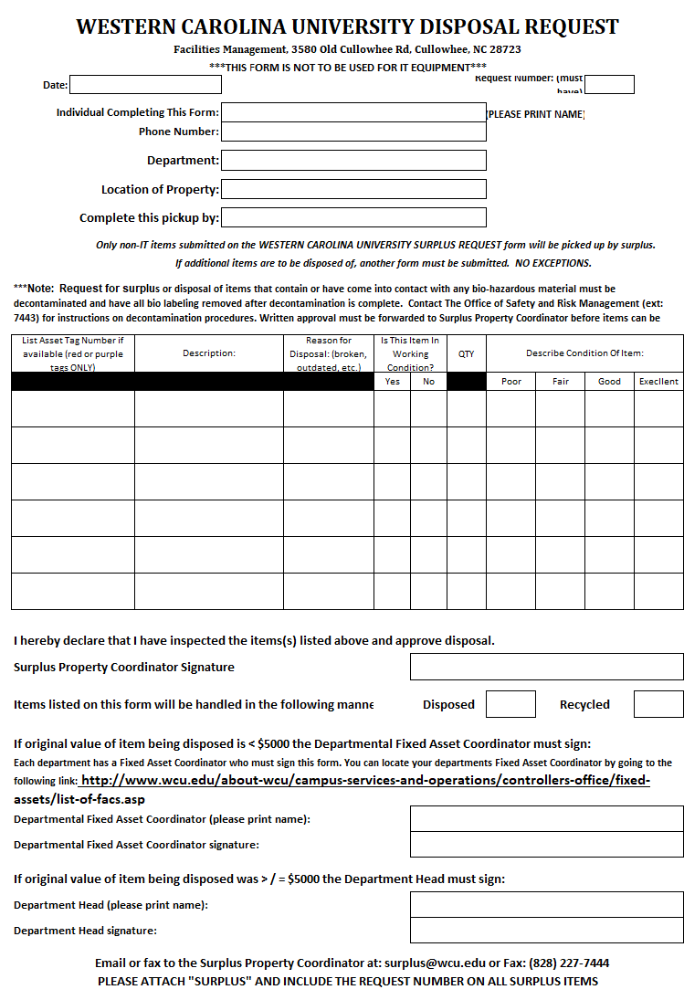 WESTERN CAROLINA UNIVERSITY DISPOSAL REQUEST
Facilities Management, 3580 Old Cullowhee Rd, Cullowhee, NC 28723
***THIS FORM IS NOT TO BE USED FOR IT EQUIPMENT***
Date:
Request Number: (must
have)
Individual Completing This Form:
(PLEASE PRINT NAME)
Phone Number:
Department:
Location of Property:
Complete this pickup by:
Only non-IT items submitted on the WESTERN CAROLINA UNIVERSITY SURPLUS REQUEST form will be picked up by surplus.
If additional items are to be disposed of, another form must be submitted.  NO EXCEPTIONS.
***Note:  Request for surplus or disposal of items that contain or have come into contact with any bio-hazardous material must be
decontaminated and have all bio labeling removed after decontamination is complete.  Contact The Office of Safety and Risk Management (ext:
7443) for instructions on decontamination procedures. Written approval must be forwarded to Surplus Property Coordinator before items can be
List Asset Tag Number if
available (red or purple
tags ONLY)
Description:
Reason for
Disposal: (broken,
outdated, etc.)
Is This Item In
Working
Condition?
QTY
Describe Condition Of Item:
Yes No Poor Fair Good Execllent
I hereby declare that I have inspected the items(s) listed above and approve disposal.
Surplus Property Coordinator Signature
Items listed on this form will be handled in the following manne Disposed Recycled
If original value of item being disposed is < $5000 the Departmental Fixed Asset Coordinator must sign:
Each department has a Fixed Asset Coordinator who must sign this form. You can locate your departments Fixed Asset Coordinator by going to the
following link: http://www.wcu.edu/about-wcu/campus-services-and-operations/controllers-office/fixed-
assets/list-of-facs.asp
Departmental Fixed Asset Coordinator (please print name):
Departmental Fixed Asset Coordinator signature:
If original value of item being disposed was > / = $5000 the Department Head must sign:
Department Head (please print name):
Department Head signature:
Email or fax to the Surplus Property Coordinator at: surplus@wcu.edu or Fax: (828) 227-7444
PLEASE ATTACH "SURPLUS" AND INCLUDE THE REQUEST NUMBER ON ALL SURPLUS ITEMS